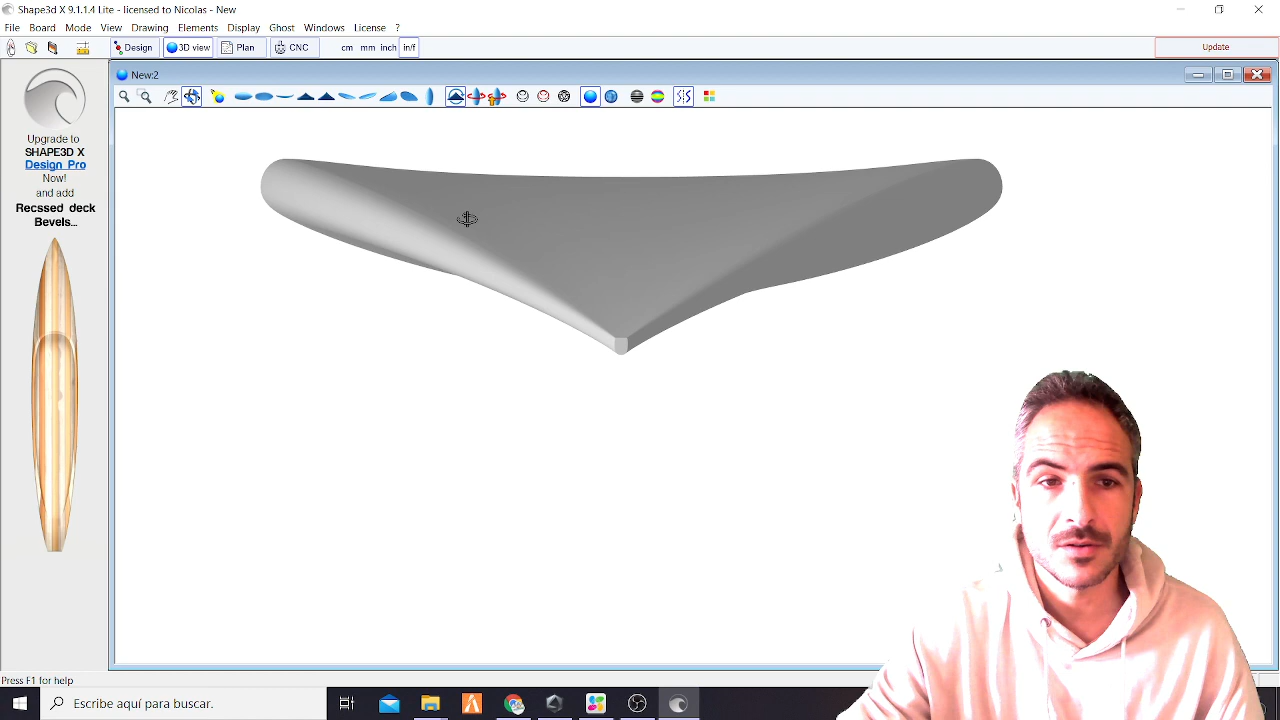 Shape3d X 9.1.1.4 Lite - licensed to Nicolas - New
File Board Mode View Drawing Elements Display Ghost Windows License ?
Design 3D view Plan CNC cm mm inch in/f Update
New:2
Upgrade to
SHAPE3D X
Design Pro
Now!
and add
Recssed deck
Bevels...
Press F1 for help
Escribe aquí para buscar.